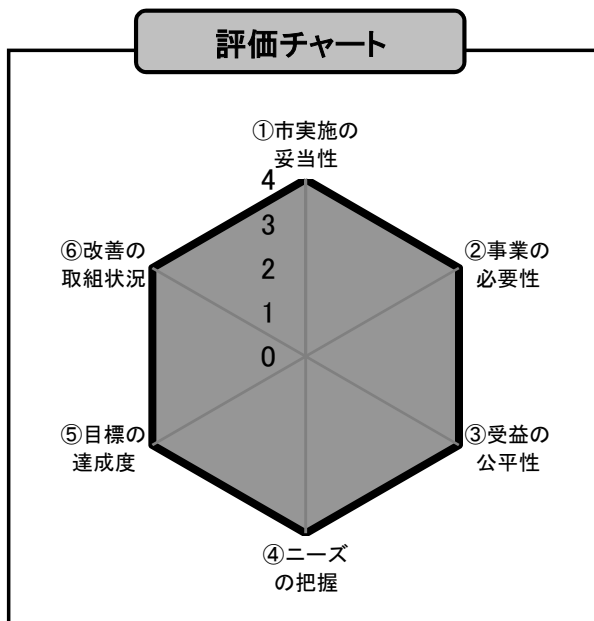 評価チャート
①市実施の
妥当性
4
3
2
1
0
②事業の
必要性
③受益の
公平性
④ニーズ
の把握
⑤目標の
達成度
⑥改善の
取組状況